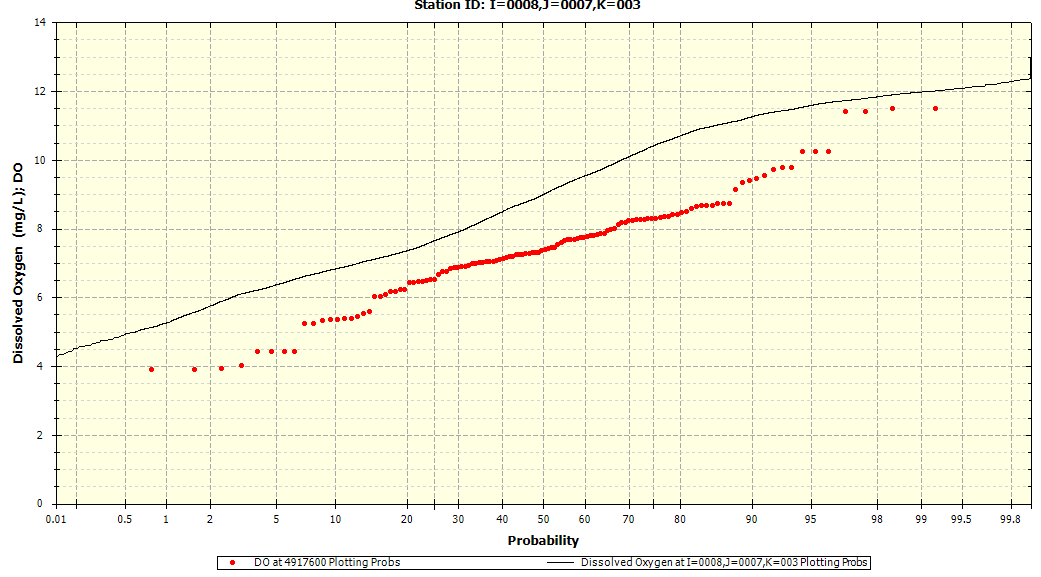 Station ID: I=0008,J=0007,K=003
14
12
10
8
6
4
2
0
Dissolved Oxygen (mg/L); DO
0.01 0.5 1 2 5 10 20 30 40 50 60 70 80 90 95 98 99 99.5 99.8
Probability
DO at 4917600 Plotting Probs Dissolved Oxygen at I=0008,J=0007,K=003 Plotting Probs